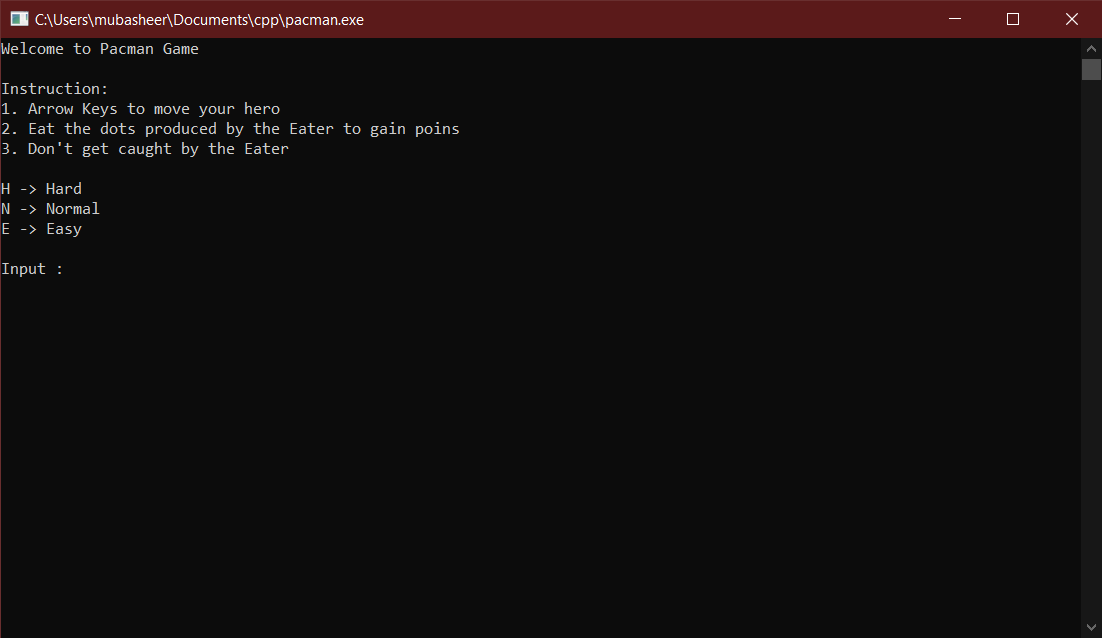 C:\Users\mubasheer\Documents\cpp\pacman.exe
Welcome to Pacman Game
Instruction:
1. Arrow Keys to move your hero
2. Eat the dots produced by the Eater to gain poins
3. Don't get caught by the Eater
H -> Hard
N -> Normal
E -> Easy
Input :